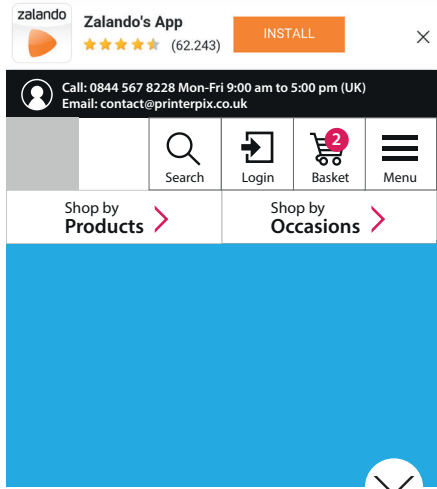 zalando
Zalando's App
(62.243)
INSTALL
Call: 0844 567 8228 Mon-Fri 9:00 am to 5:00 pm (UK)
Email: contact@printerpix.co.uk
2
Search
Login
Basket
Menu
Shop by
Products
Shop by
Occasions